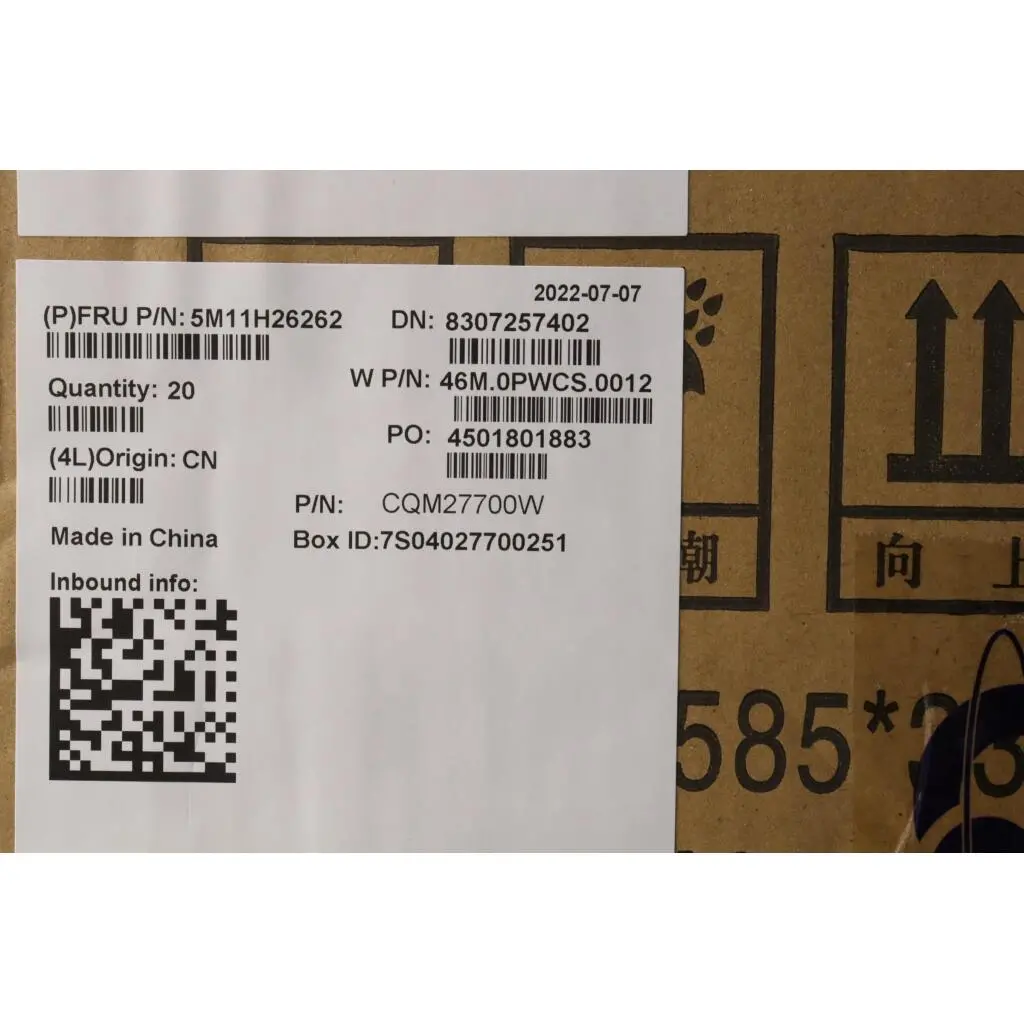 2022-07-07
(P)FRU P/N: 5M11H26262
DN: 8307257402
Quantity: 20
W P/N: 46M.0PWCS.0012
PO: 4501801883
(4L)Origin: CN
P/N: CQM27700W
Made in China
Box ID:7S04027700251
Inbound info:
向上
585*